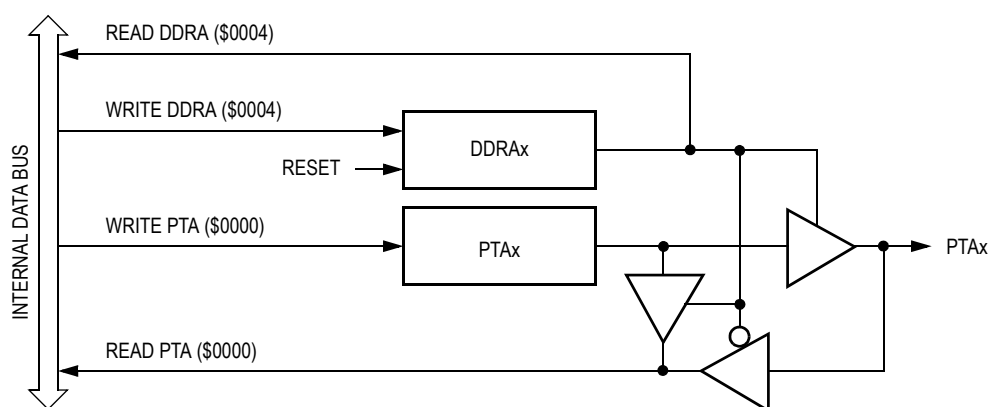 READ DDRA ($0004)
WRITE DDRA ($0004)
DDRAx
RESET
INTERNAL DATA BUS
WRITE PTA ($0000)
PTAx
PTAx
READ PTA ($0000)